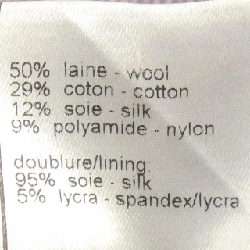 50% laine - wool
29% coton - cotton
12% soie - silk
9% polyamide - nylon
doublure/lining:
95% soie - silk
5% lycra - spandex/lycra